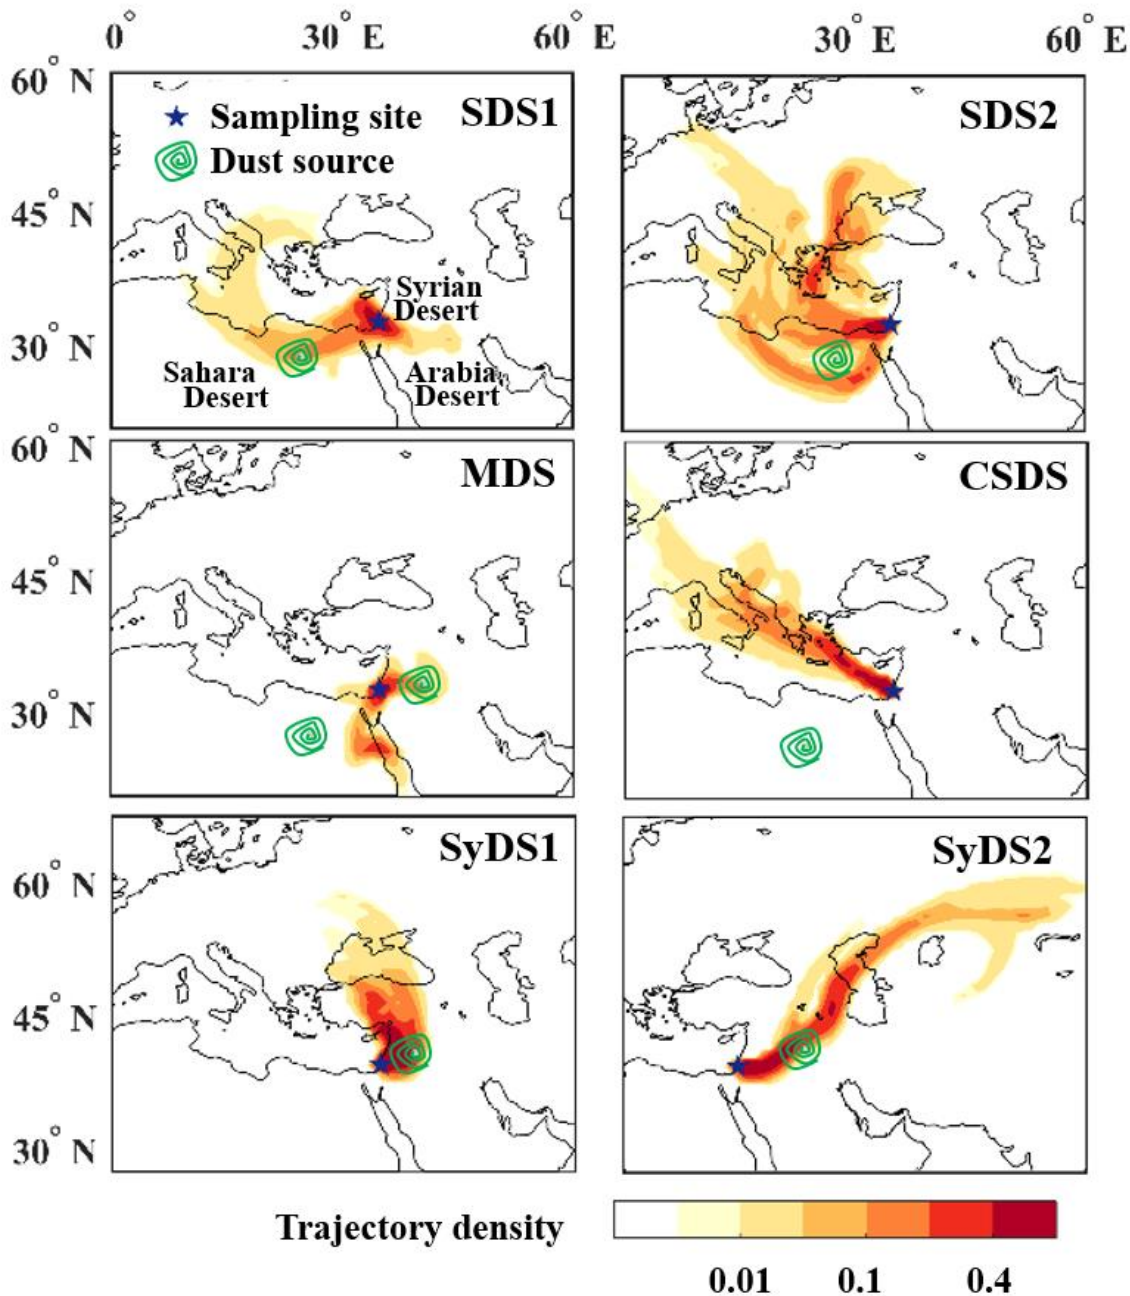 0° 30° E 60° E 30° E 60° E
60° N
SDS1
SDS2
Sampling site
Dust source
45° N
Syrian
Desert
30° N
Sahara
Desert
Arabia
Desert
60° N
MDS
CSDS
45° N
30° N
SyDS1
SyDS2
60° N
45° N
30° N
Trajectory density
0.01 0.1 0.4